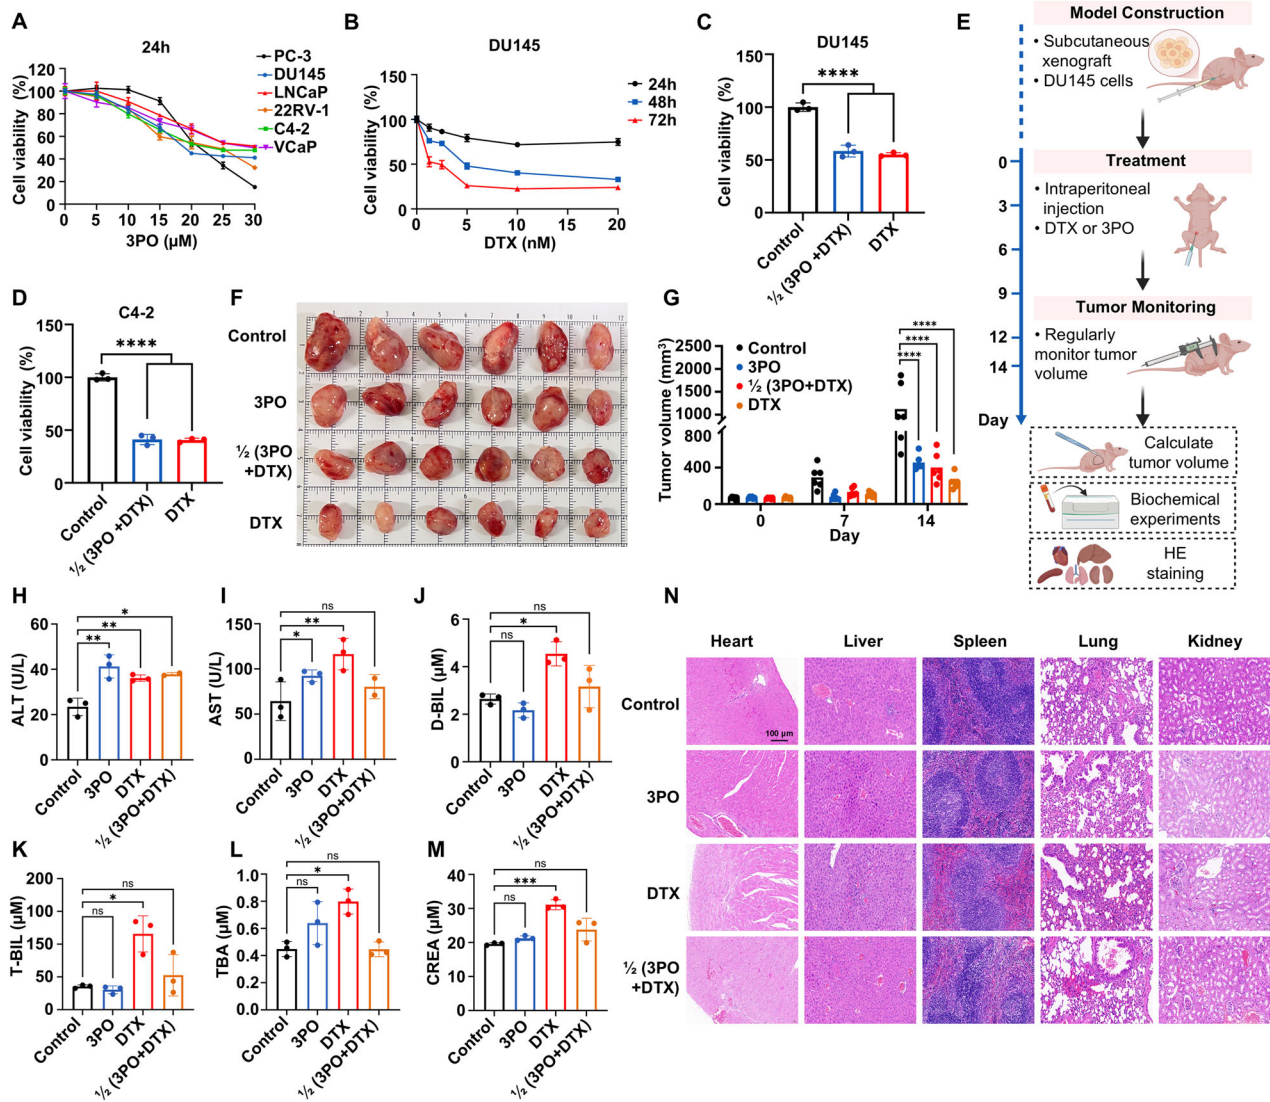 A
24h
Cell viability (%)
120
100
80
60
40
20
0
0 5 10 15 20 25 30
3PO (µM)
PC-3
DU145
LNCaP
22RV-1
C4-2
VCaP
B
DU145
Cell viability (%)
150
100
50
0
0 5 10 15 20
DTX (nM)
24h
48h
72h
C
DU145
****
Cell viability (%)
150
100
50
0
Control
½ (3PO +DTX)
DTX
E
Model Construction
• Subcutaneous
xenograft
• DU145 cells
Treatment
• Intraperitoneal
injection
• DTX or 3PO
Tumor Monitoring
• Regularly
monitor tumor
volume
0
3
6
9
12
14
Day
Calculate
tumor volume
Biochemical
experiments
HE
staining
D
C4-2
****
Cell viability (%)
150
100
50
0
Control
½ (3PO +DTX)
DTX
F
Control
3PO
½ (3PO
+DTX)
DTX
G
Tumor volume (mm³)
2500
2000
1500
1000
800
400
0
Control
3PO
½ (3PO+DTX)
DTX
****
****
****
0 7 14
Day
H
ALT (U/L)
60
40
20
0
*
**
**
Control
3PO
DTX
½ (3PO+DTX)
I
AST (U/L)
150
100
50
0
ns
**
*
Control
3PO
DTX
½ (3PO+DTX)
J
D-BIL (µM)
6
4
2
0
ns
*
ns
Control
3PO
DTX
½ (3PO+DTX)
K
T-BIL (µM)
200
100
150
50
0
ns
*
ns
Control
3PO
DTX
½ (3PO+DTX)
L
TBA (µM)
1.0
0.8
0.6
0.4
0.2
0.0
ns
*
ns
Control
3PO
DTX
½ (3PO+DTX)
M
CREA (µM)
40
30
20
10
0
ns
***
ns
Control
3PO
DTX
½ (3PO+DTX)
N
Heart Liver Spleen Lung Kidney
Control
100 µm
3PO
DTX
½ (3PO
+DTX)